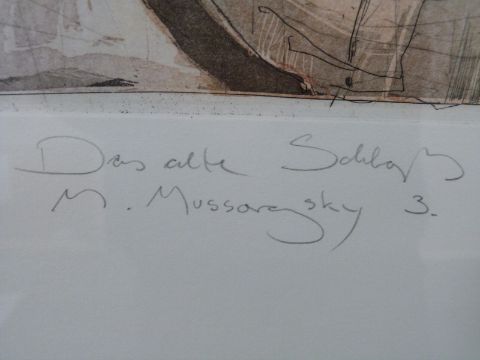 Das alte Schloß
M. Mussorgsky 3.